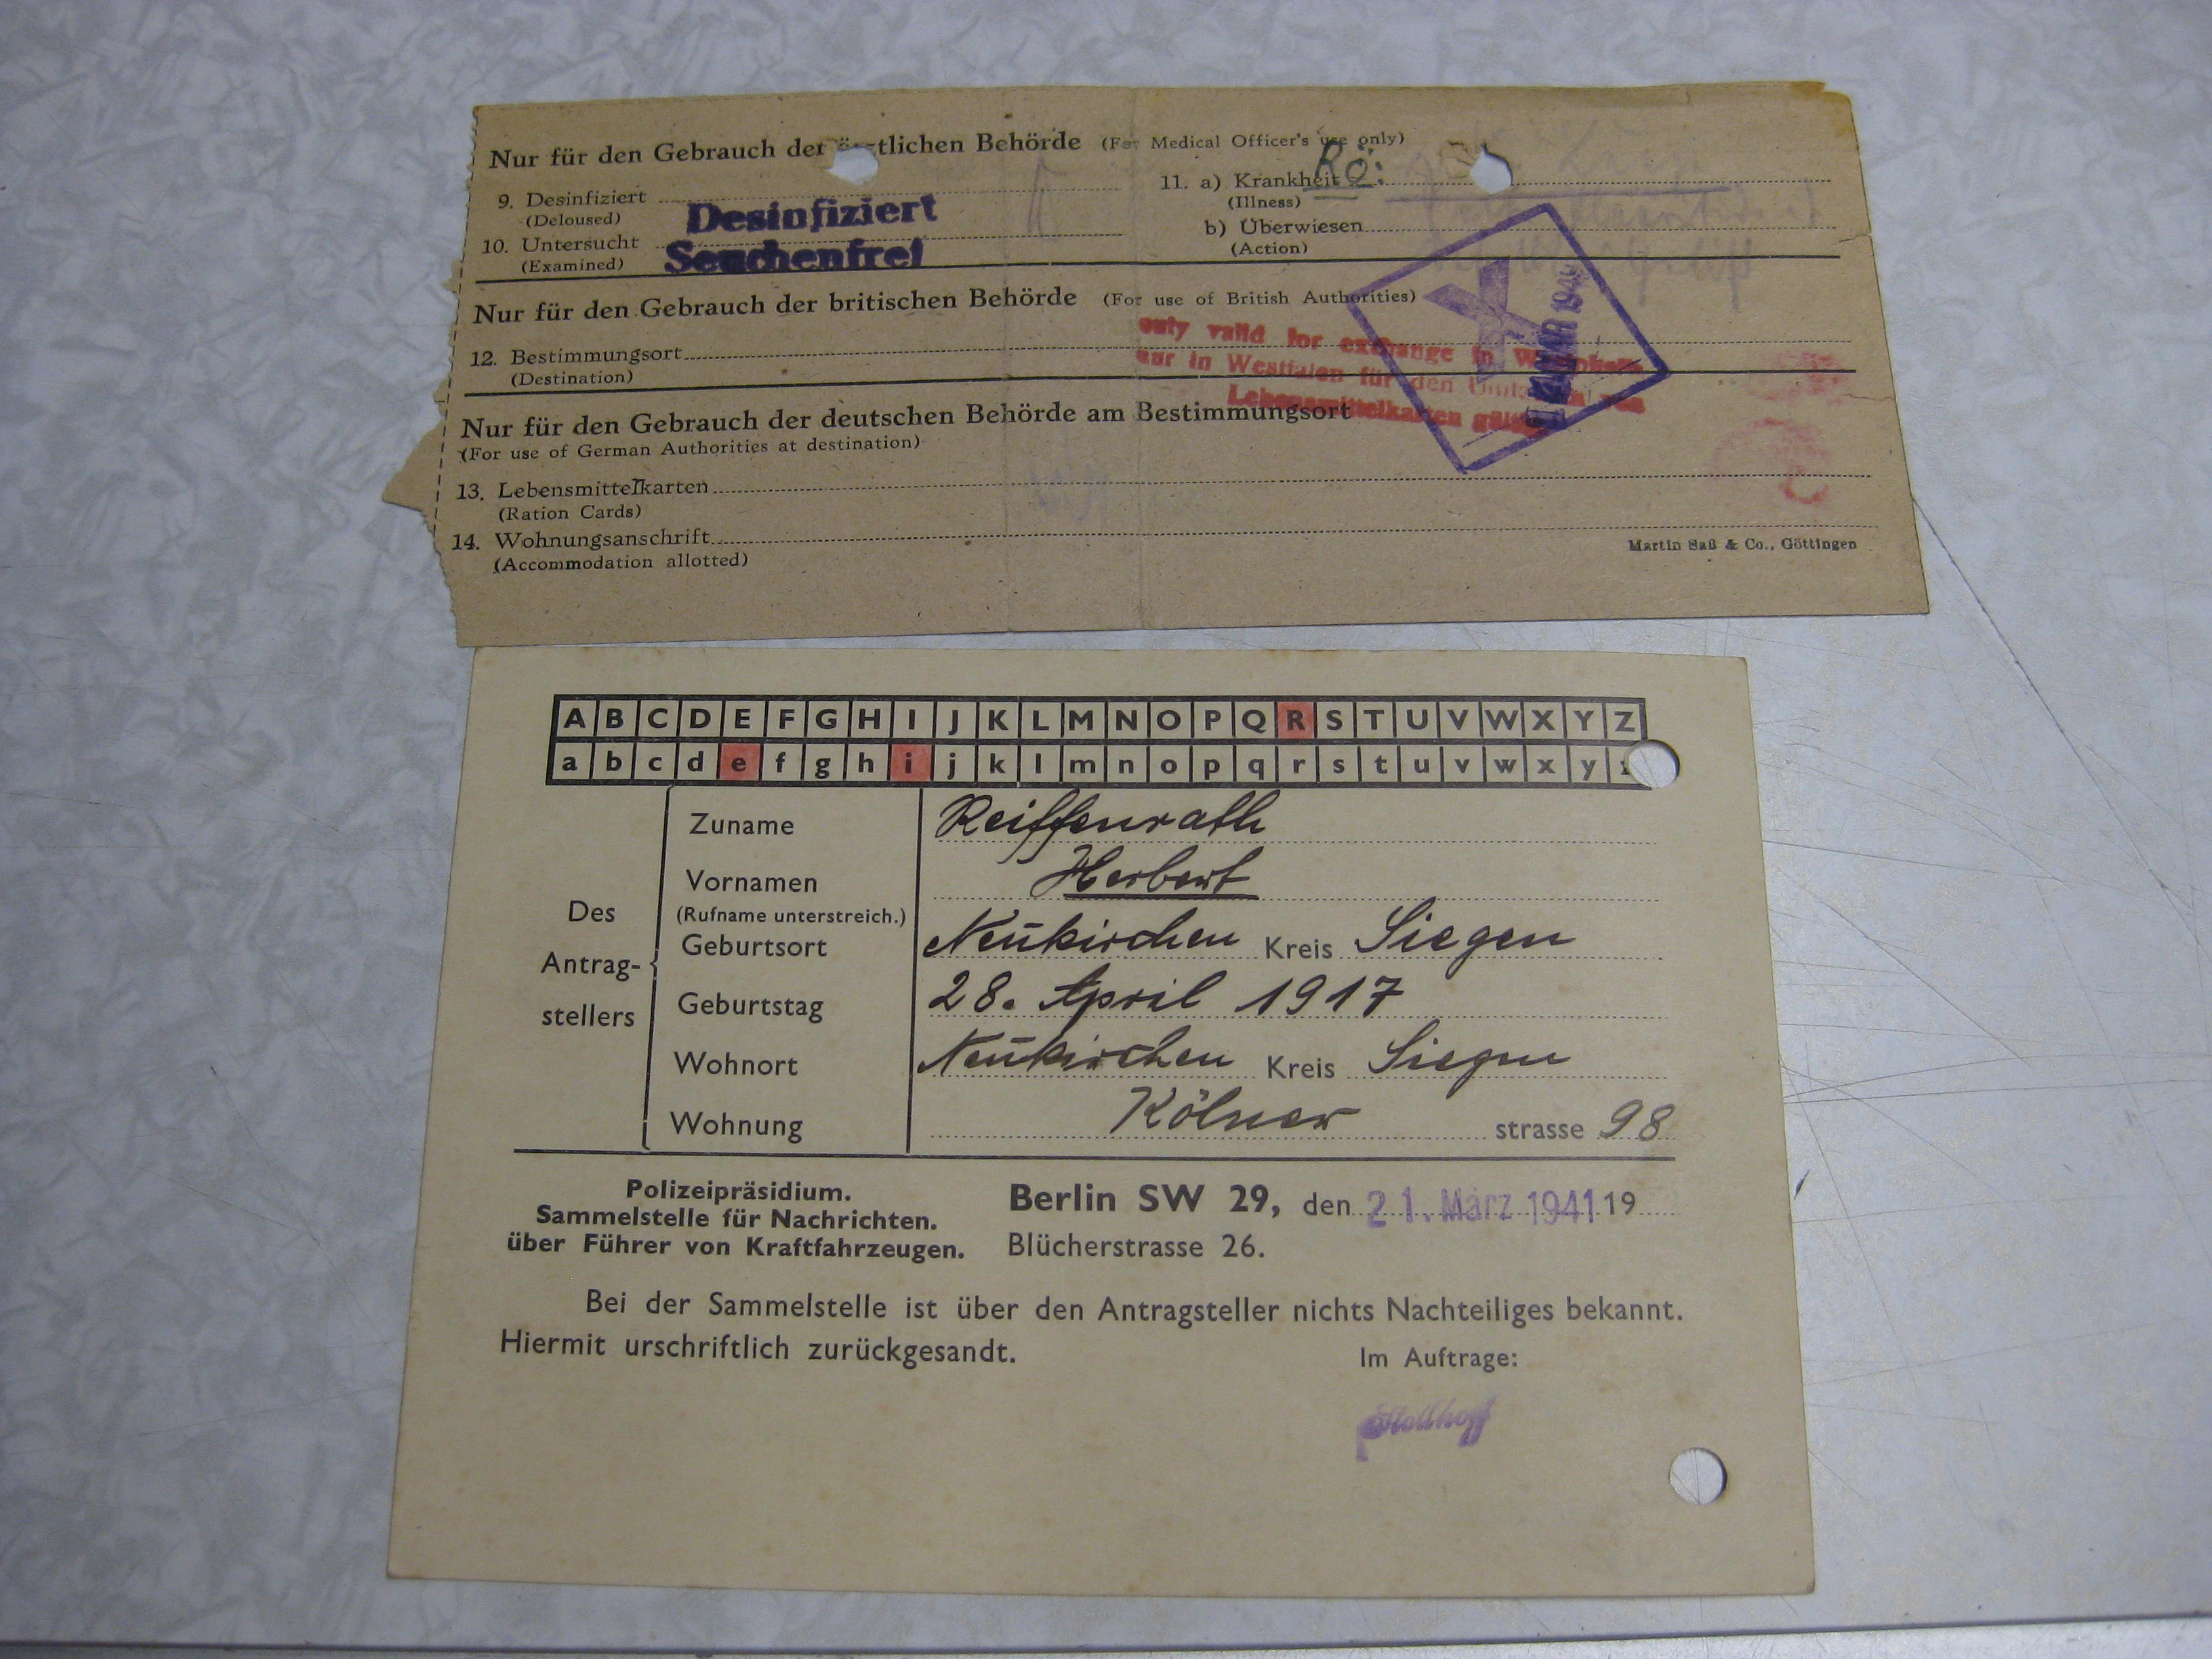 Nur für den Gebrauch der ärztlichen Behörde (For Medical Officer's use only)
9. Desinfiziert
(Deloused)
Desinfiziert
10. Untersucht
(Examined)
Seuchenfrei
11. a) Krankheit Rö:
(Illness)
b) Überwiesen
(Action)
Nur für den Gebrauch der britischen Behörde (For use of British Authorities)
12. Bestimmungsort
(Destination)
only valid for exchange in
nur in Westfalen für den Umtausch von
Lebensmittelkarten gültig
Nur für den Gebrauch der deutschen Behörde am Bestimmungsort
(For use of German Authorities at destination)
13. Lebensmittelkarten
(Ration Cards)
14. Wohnungsanschrift
(Accommodation allotted)
Martin Saß & Co., Göttingen
A B C D E F G H I J K L M N O P Q R S T U V W X Y Z
a b c d e f g h i j k l m n o p q r s t u v w x y
Des Antrag-stellers
Zuname Reiffenrath
Vornamen Herbert
(Rufname unterstreich.)
Geburtsort Neukirchen Kreis Siegen
Geburtstag 28. April 1917
Wohnort Neukirchen Kreis Siegen
Wohnung Kölner strasse 98
Polizeipräsidium.
Sammelstelle für Nachrichten.
über Führer von Kraftfahrzeugen.
Berlin SW 29, den 21. März 1941 19
Blücherstrasse 26.
Bei der Sammelstelle ist über den Antragsteller nichts Nachteiliges bekannt.
Hiermit urschriftlich zurückgesandt.
Im Auftrage: